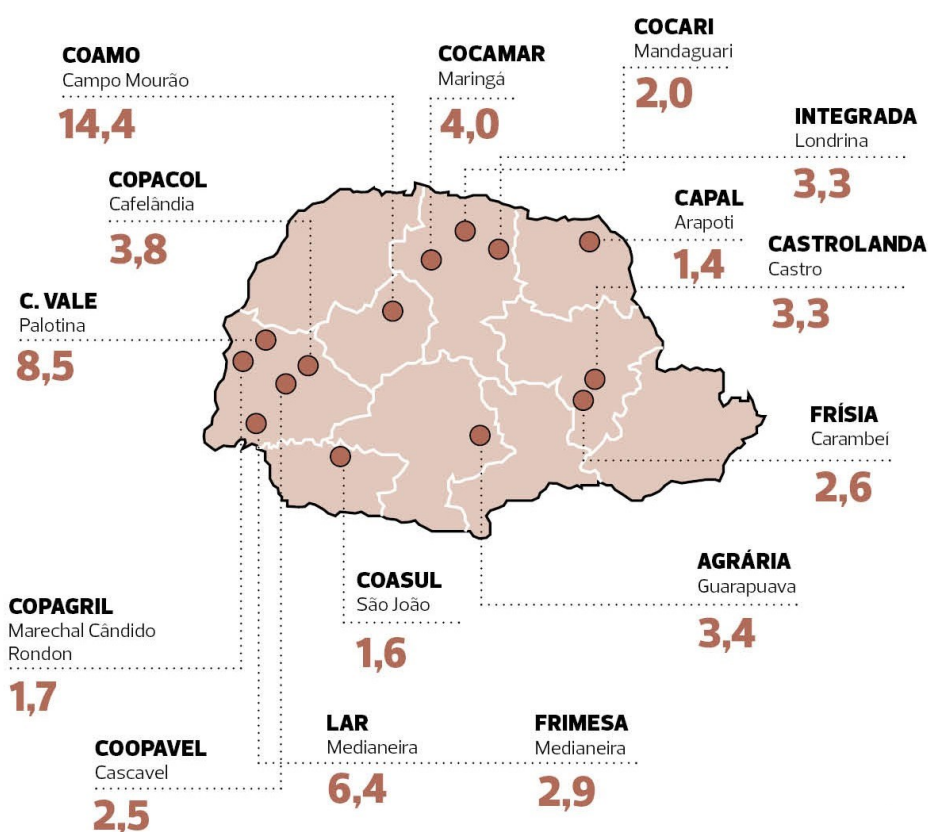 COCARI
Mandaguari
2,0
COAMO
Campo Mourão
14,4
COCAMAR
Maringá
4,0
INTEGRADA
Londrina
3,3
COPACOL
Cafelândia
3,8
CAPAL
Arapoti
1,4
CASTROLANDA
Castro
3,3
C. VALE
Palotina
8,5
FRÍSIA
Carambeí
2,6
AGRÁRIA
Guarapuava
3,4
COASUL
São João
1,6
COPAGRIL
Marechal Cândido
Rondon
1,7
LAR
Medianeira
6,4
FRIMESA
Medianeira
2,9
COOPAVEL
Cascavel
2,5